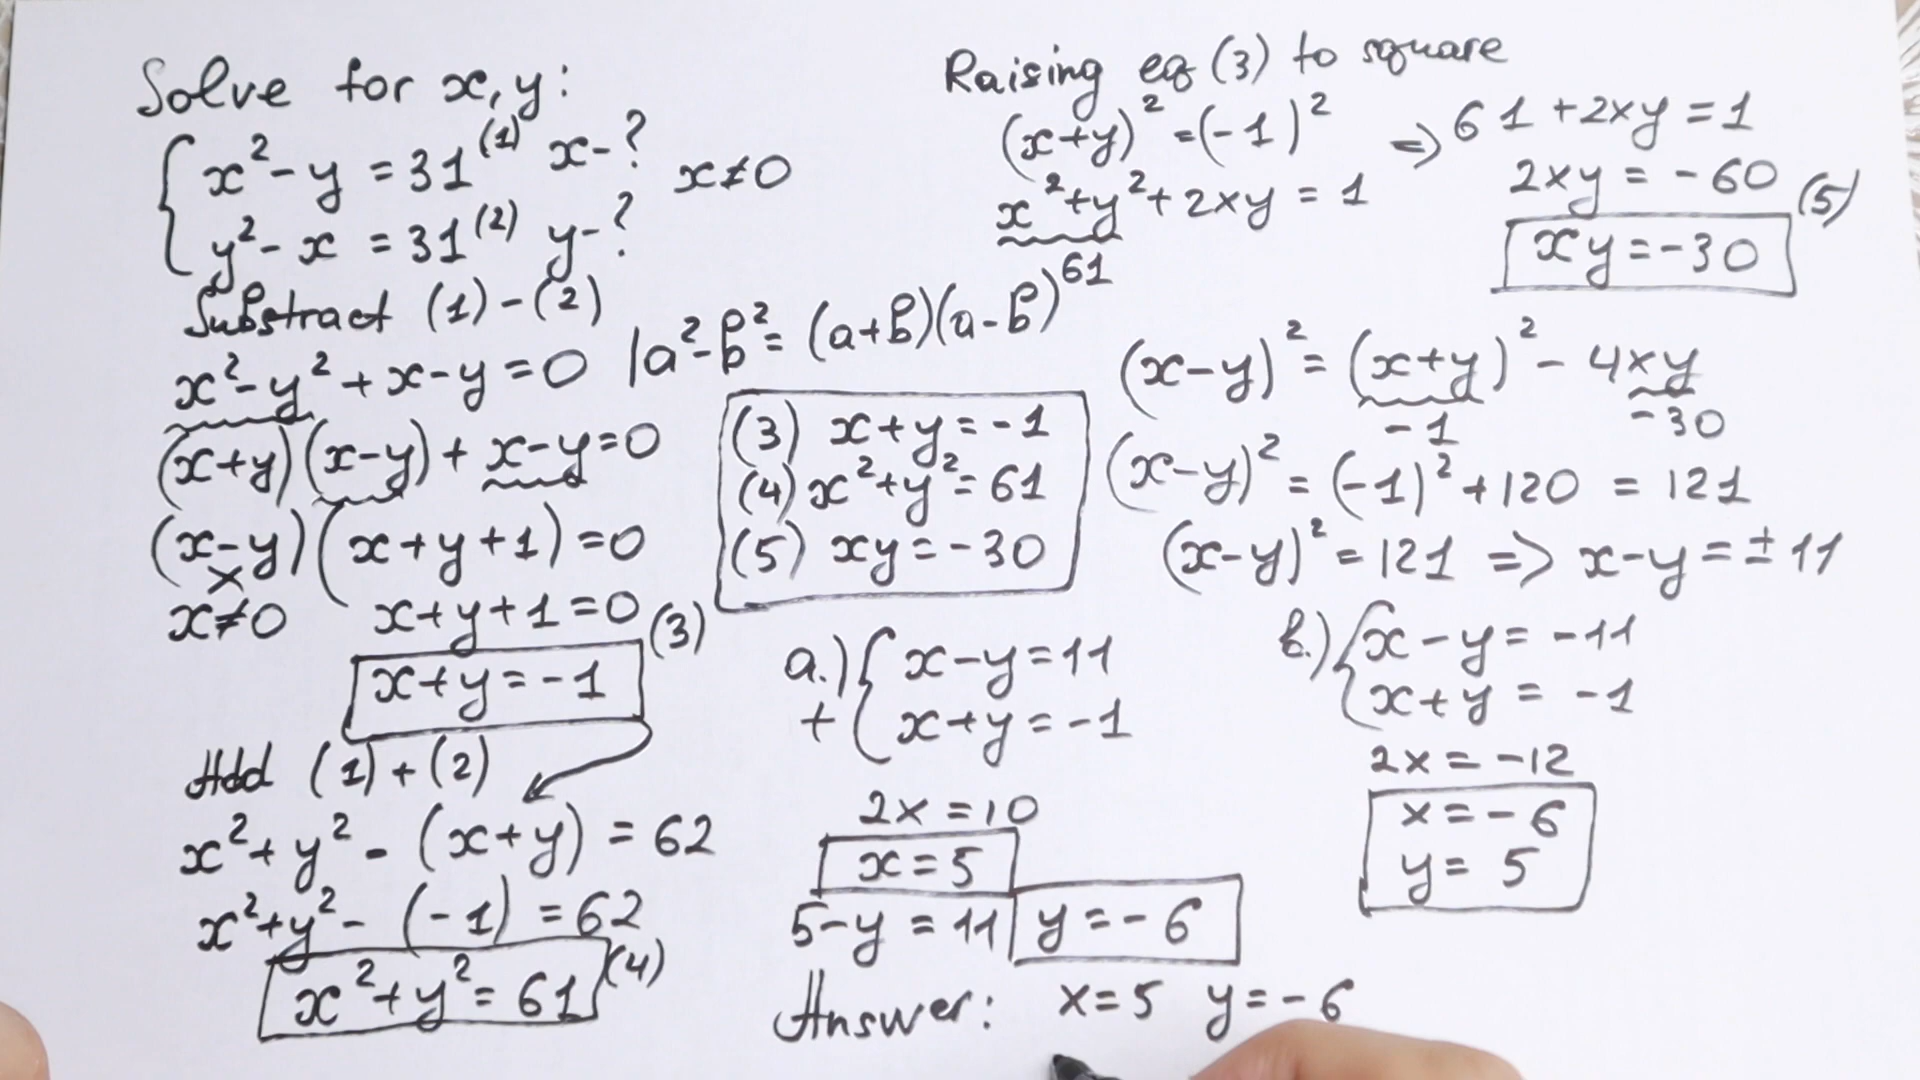 Solve for x, y:
x² - y = 31 (1) x - ?
x ≠ 0
y² - x = 31 (2) y - ?
Substract (1) - (2)
x² - y² + x - y = 0 | a² - b² = (a + b)(a - b)
(x + y)(x - y) + x - y = 0
(x - y)(x + y + 1) = 0
x
x ≠ 0 x + y + 1 = 0
x + y = -1 (3)
Add (1) + (2)
x² + y² - (x + y) = 62
x² + y² - (-1) = 62
x² + y² = 61 (4)
Raising eq (3) to square
(x + y)² = (-1)²
x² + y² + 2xy = 1
61
⇒ 61 + 2xy = 1
2xy = -60
xy = -30 (5)
(3) x + y = -1
(4) x² + y² = 61
(5) xy = -30
(x - y)² = (x + y)² - 4xy
-1 -30
(x - y)² = (-1)² + 120 = 121
(x - y)² = 121 ⇒ x - y = ± 11
a.) x - y = 11
+ x + y = -1
2x = 10
x = 5
5 - y = 11 y = -6
b.) x - y = -11
x + y = -1
2x = -12
x = -6
y = 5
Answer: x = 5 y = -6